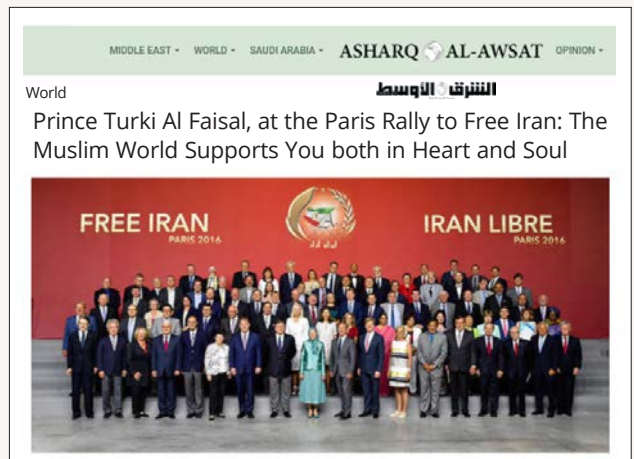 MIDDLE EAST WORLD SAUDI ARABIA ASHARQ AL-AWSAT OPINION
World
الشرق الأوسط
Prince Turki Al Faisal, at the Paris Rally to Free Iran: The
Muslim World Supports You both in Heart and Soul
FREE IRAN IRAN LIBRE
PARIS 2016 PARIS 2016